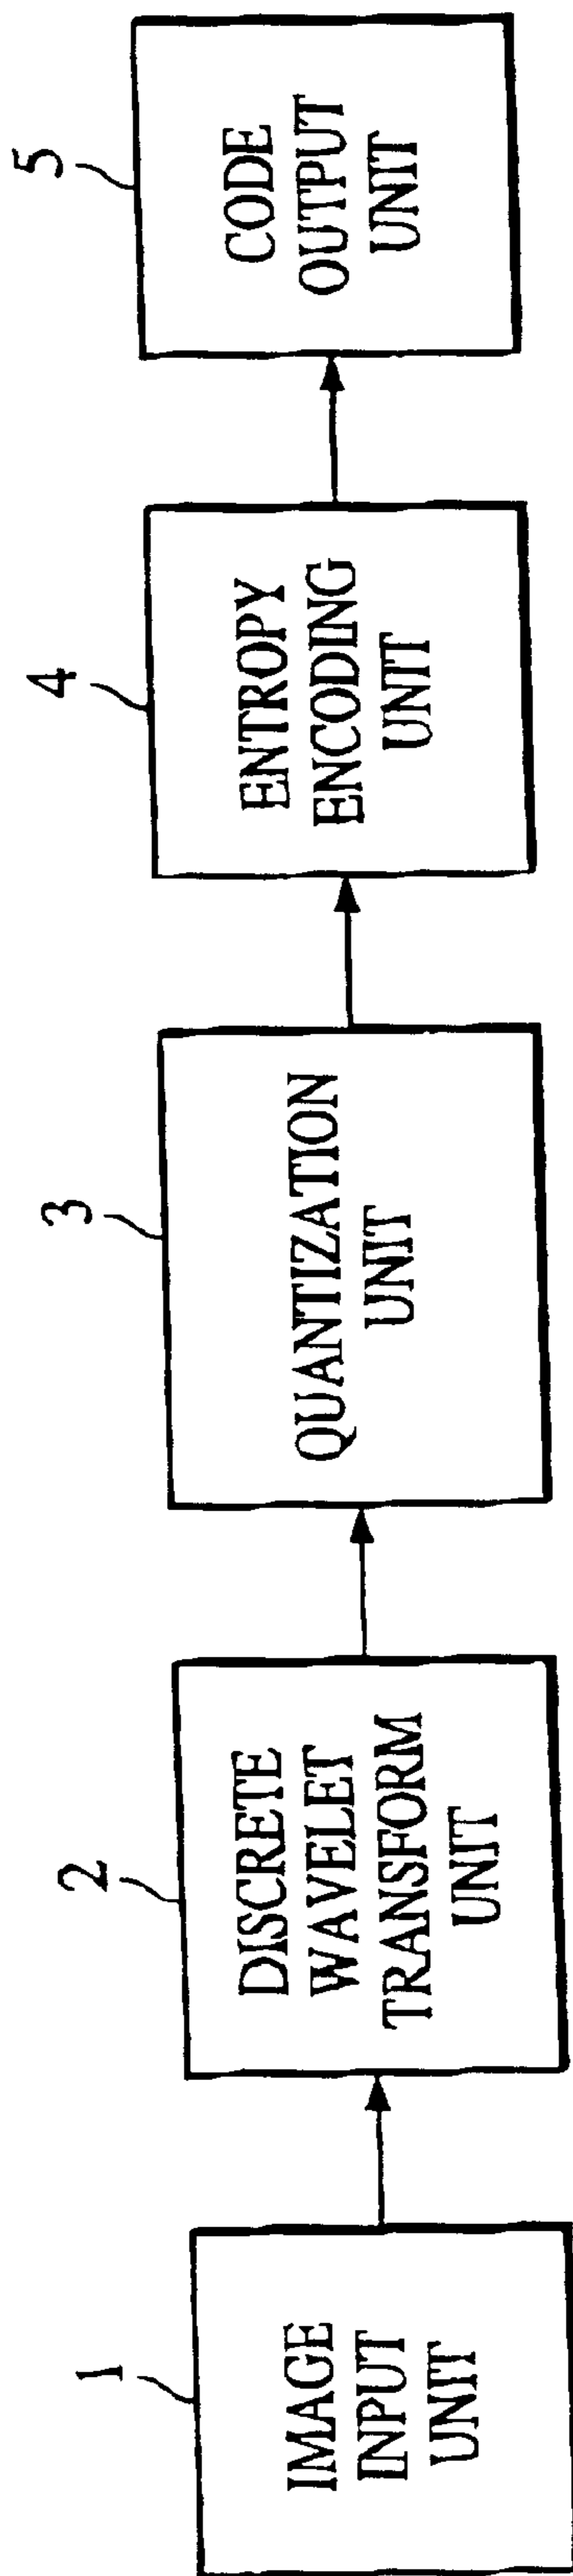 1
IMAGE
INPUT
UNIT
2
DISCRETE
WAVELET
TRANSFORM
UNIT
3
QUANTIZATION
UNIT
4
ENTROPY
ENCODING
UNIT
5
CODE
OUTPUT
UNIT